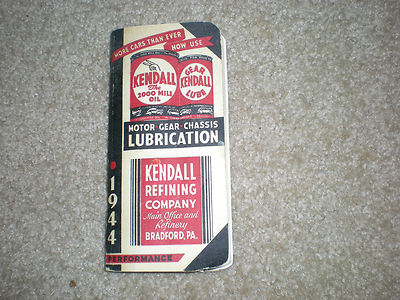 MORE CARS THAN EVER
NOW USE
KENDALL
The
2000 MILE
OIL
GEAR
KENDALL
LUBE
MOTOR - GEAR - CHASSIS
LUBRICATION
KENDALL
REFINING
COMPANY
Main Office and
Refinery
BRADFORD, PA.
1944
PERFORMANCE